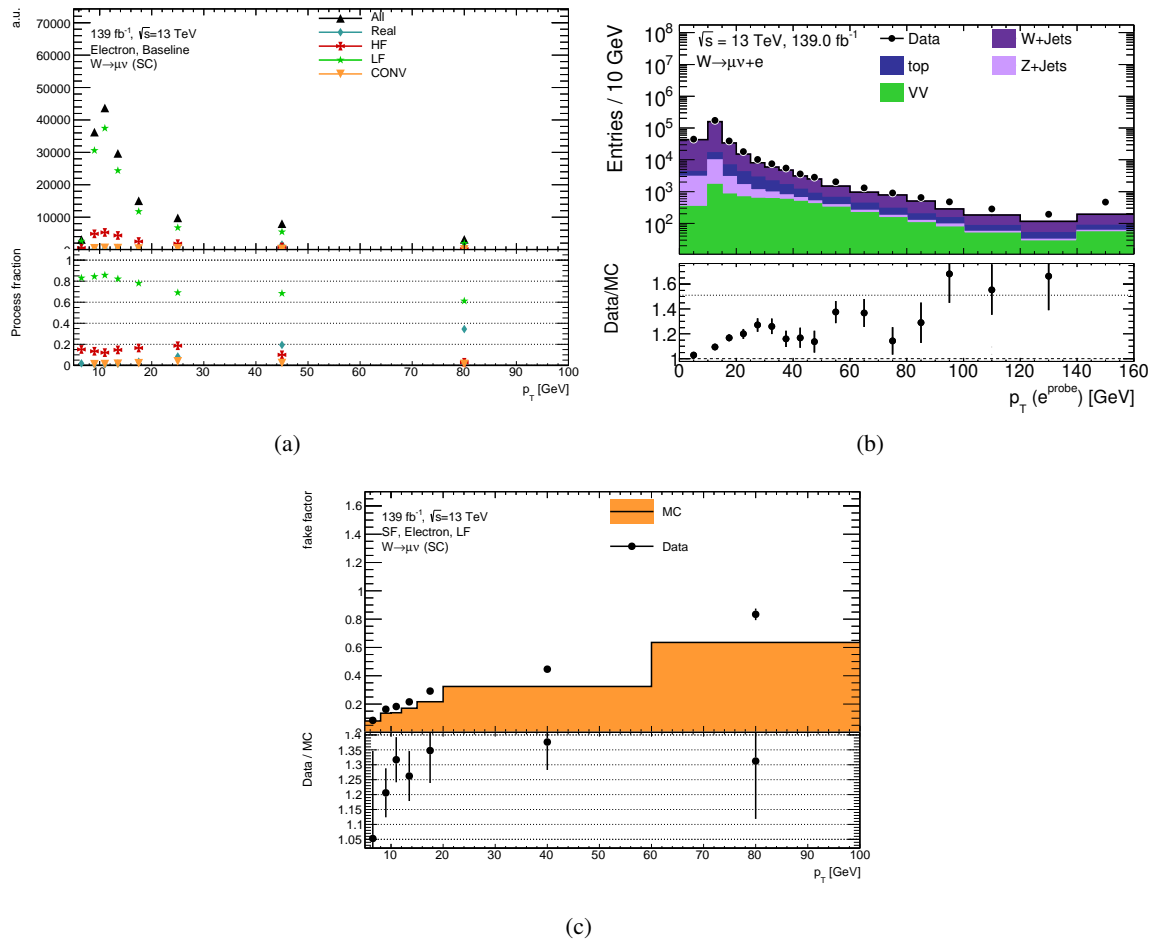 a.u.
70000
60000
50000
40000
30000
20000
10000
139 fb⁻¹, √s=13 TeV
Electron, Baseline
W→μν (SC)
All
Real
HF
LF
CONV
Process fraction
1
0.8
0.6
0.4
0.2
0
10 20 30 40 50 60 70 80 90 100
p_T [GeV]
(a)
Entries / 10 GeV
10⁸
10⁷
10⁶
10⁵
10⁴
10³
10²
√s = 13 TeV, 139.0 fb⁻¹
W→μν+e
Data
top
VV
W+Jets
Z+Jets
Data/MC
1.6
1.4
1.2
1
0 20 40 60 80 100 120 140 160
p_T (e^probe) [GeV]
(b)
fake factor
1.6
1.4
1.2
1
0.8
0.6
0.4
0.2
139 fb⁻¹, √s=13 TeV
SF, Electron, LF
W→μν (SC)
MC
Data
Data / MC
1.4
1.35
1.3
1.25
1.2
1.15
1.1
1.05
10 20 30 40 50 60 70 80 90 100
p_T [GeV]
(c)